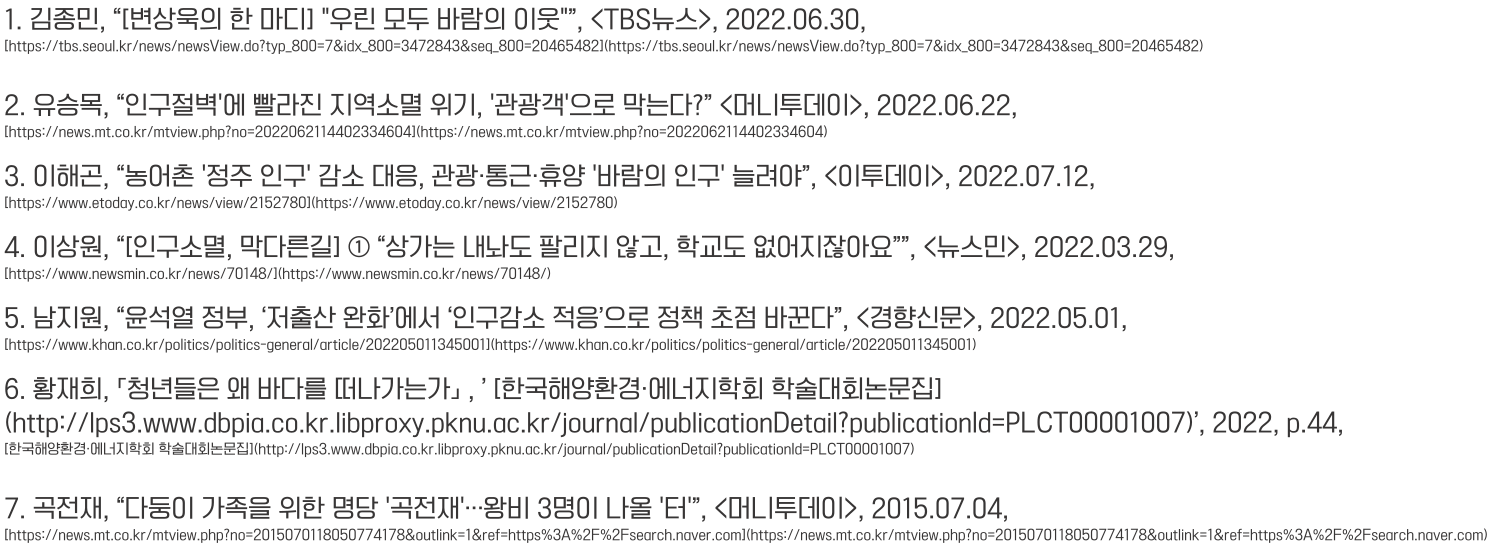 1. 김종민, “[변상욱의 한 마디] "우린 모두 바람의 이웃"”, <TBS뉴스>, 2022.06.30,
[https://tbs.seoul.kr/news/newsView.do?typ_800=7&idx_800=3472843&seq_800=20465482](https://tbs.seoul.kr/news/newsView.do?typ_800=7&idx_800=3472843&seq_800=20465482)
2. 유승목, “인구절벽'에 빨라진 지역소멸 위기, '관광객'으로 막는다?” <머니투데이>, 2022.06.22,
[https://news.mt.co.kr/mtview.php?no=2022062114402334604](https://news.mt.co.kr/mtview.php?no=2022062114402334604)
3. 이해곤, “농어촌 '정주 인구' 감소 대응, 관광·통근·휴양 '바람의 인구' 늘려야”, <이투데이>, 2022.07.12,
[https://www.etoday.co.kr/news/view/2152780](https://www.etoday.co.kr/news/view/2152780)
4. 이상원, “[인구소멸, 막다른길] ① “상가는 내놔도 팔리지 않고, 학교도 없어지잖아요””, <뉴스민>, 2022.03.29,
[https://www.newsmin.co.kr/news/70148/](https://www.newsmin.co.kr/news/70148/)
5. 남지원, “윤석열 정부, ‘저출산 완화’에서 ‘인구감소 적응’으로 정책 초점 바꾼다”, <경향신문>, 2022.05.01,
[https://www.khan.co.kr/politics/politics-general/article/202205011345001](https://www.khan.co.kr/politics/politics-general/article/202205011345001)
6. 황재희, 「청년들은 왜 바다를 떠나가는가」, ’ [한국해양환경·에너지학회 학술대회논문집]
(http://lps3.www.dbpia.co.kr.libproxy.pknu.ac.kr/journal/publicationDetail?publicationId=PLCT00001007)’, 2022, p.44,
[한국해양환경·에너지학회 학술대회논문집](http://lps3.www.dbpia.co.kr.libproxy.pknu.ac.kr/journal/publicationDetail?publicationId=PLCT00001007)
7. 곡전재, “다둥이 가족을 위한 명당 '곡전재'…왕비 3명이 나올 '터'”, <머니투데이>, 2015.07.04,
[https://news.mt.co.kr/mtview.php?no=2015070118050774178&outlink=1&ref=https%3A%2F%2Fsearch.naver.com](https://news.mt.co.kr/mtview.php?no=2015070118050774178&outlink=1&ref=https%3A%2F%2Fsearch.naver.com)